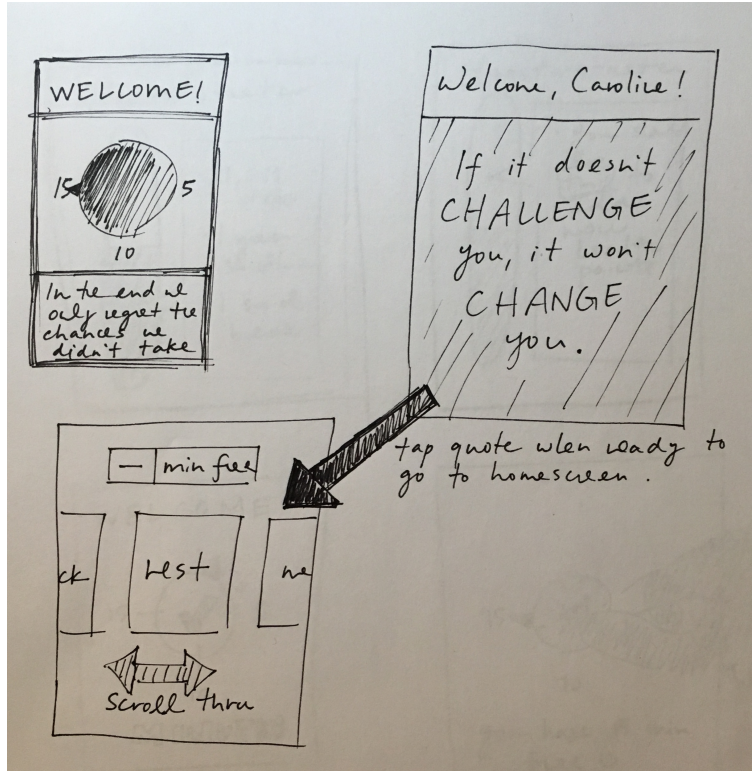 WELCOME!
15
5
10
In the end we
only regret the
chances we
didn't take
Welcome, Caroline!
If it doesn't
CHALLENGE
you, it won't
CHANGE
you.
tap quote when ready to
go to homescreen.
— min free
ck
rest
me
scroll thru